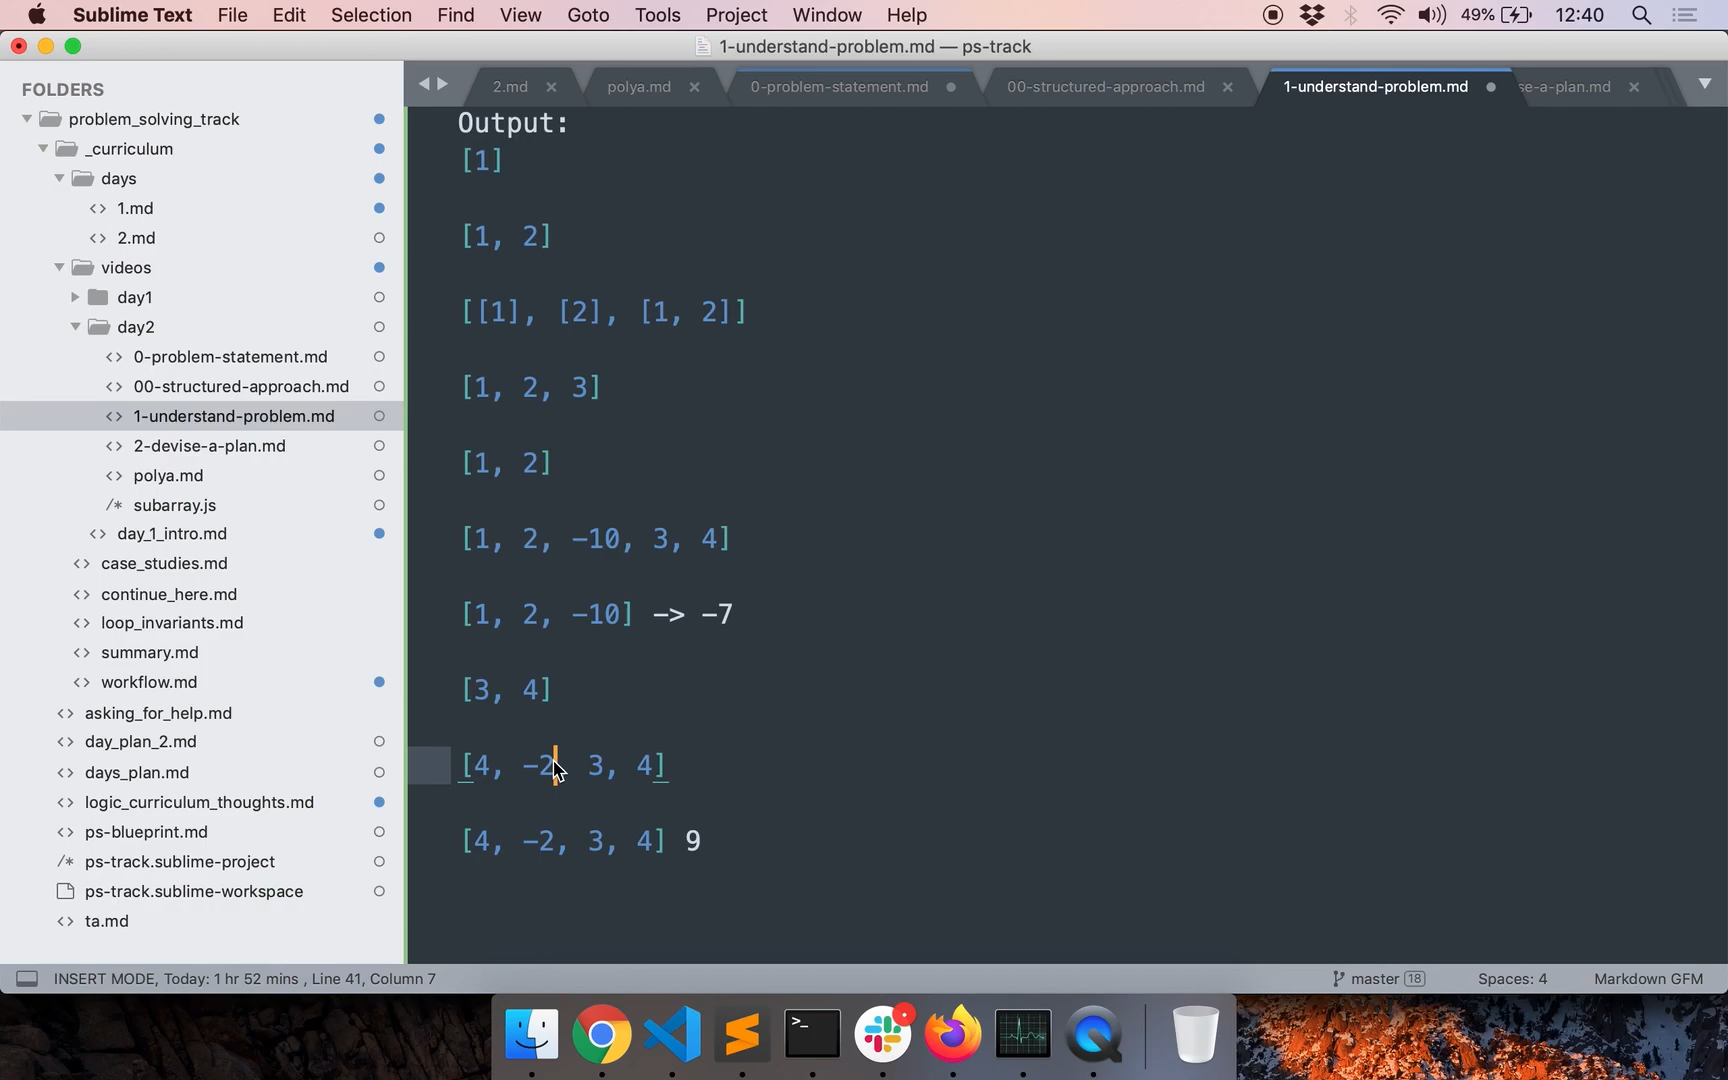 Sublime Text File Edit Selection Find View Goto Tools Project Window Help 49% 12:40
1-understand-problem.md — ps-track
FOLDERS
problem_solving_track
_curriculum
days
1.md
2.md
videos
day1
day2
0-problem-statement.md
00-structured-approach.md
1-understand-problem.md
2-devise-a-plan.md
polya.md
/* subarray.js
day_1_intro.md
case_studies.md
continue_here.md
loop_invariants.md
summary.md
workflow.md
asking_for_help.md
day_plan_2.md
days_plan.md
logic_curriculum_thoughts.md
ps-blueprint.md
/* ps-track.sublime-project
ps-track.sublime-workspace
ta.md
2.md polya.md 0-problem-statement.md 00-structured-approach.md 1-understand-problem.md se-a-plan.md
Output:
[1]
[1, 2]
[[1], [2], [1, 2]]
[1, 2, 3]
[1, 2]
[1, 2, -10, 3, 4]
[1, 2, -10] -> -7
[3, 4]
[4, -2, 3, 4]
[4, -2, 3, 4] 9
INSERT MODE, Today: 1 hr 52 mins , Line 41, Column 7 master 18 Spaces: 4 Markdown GFM